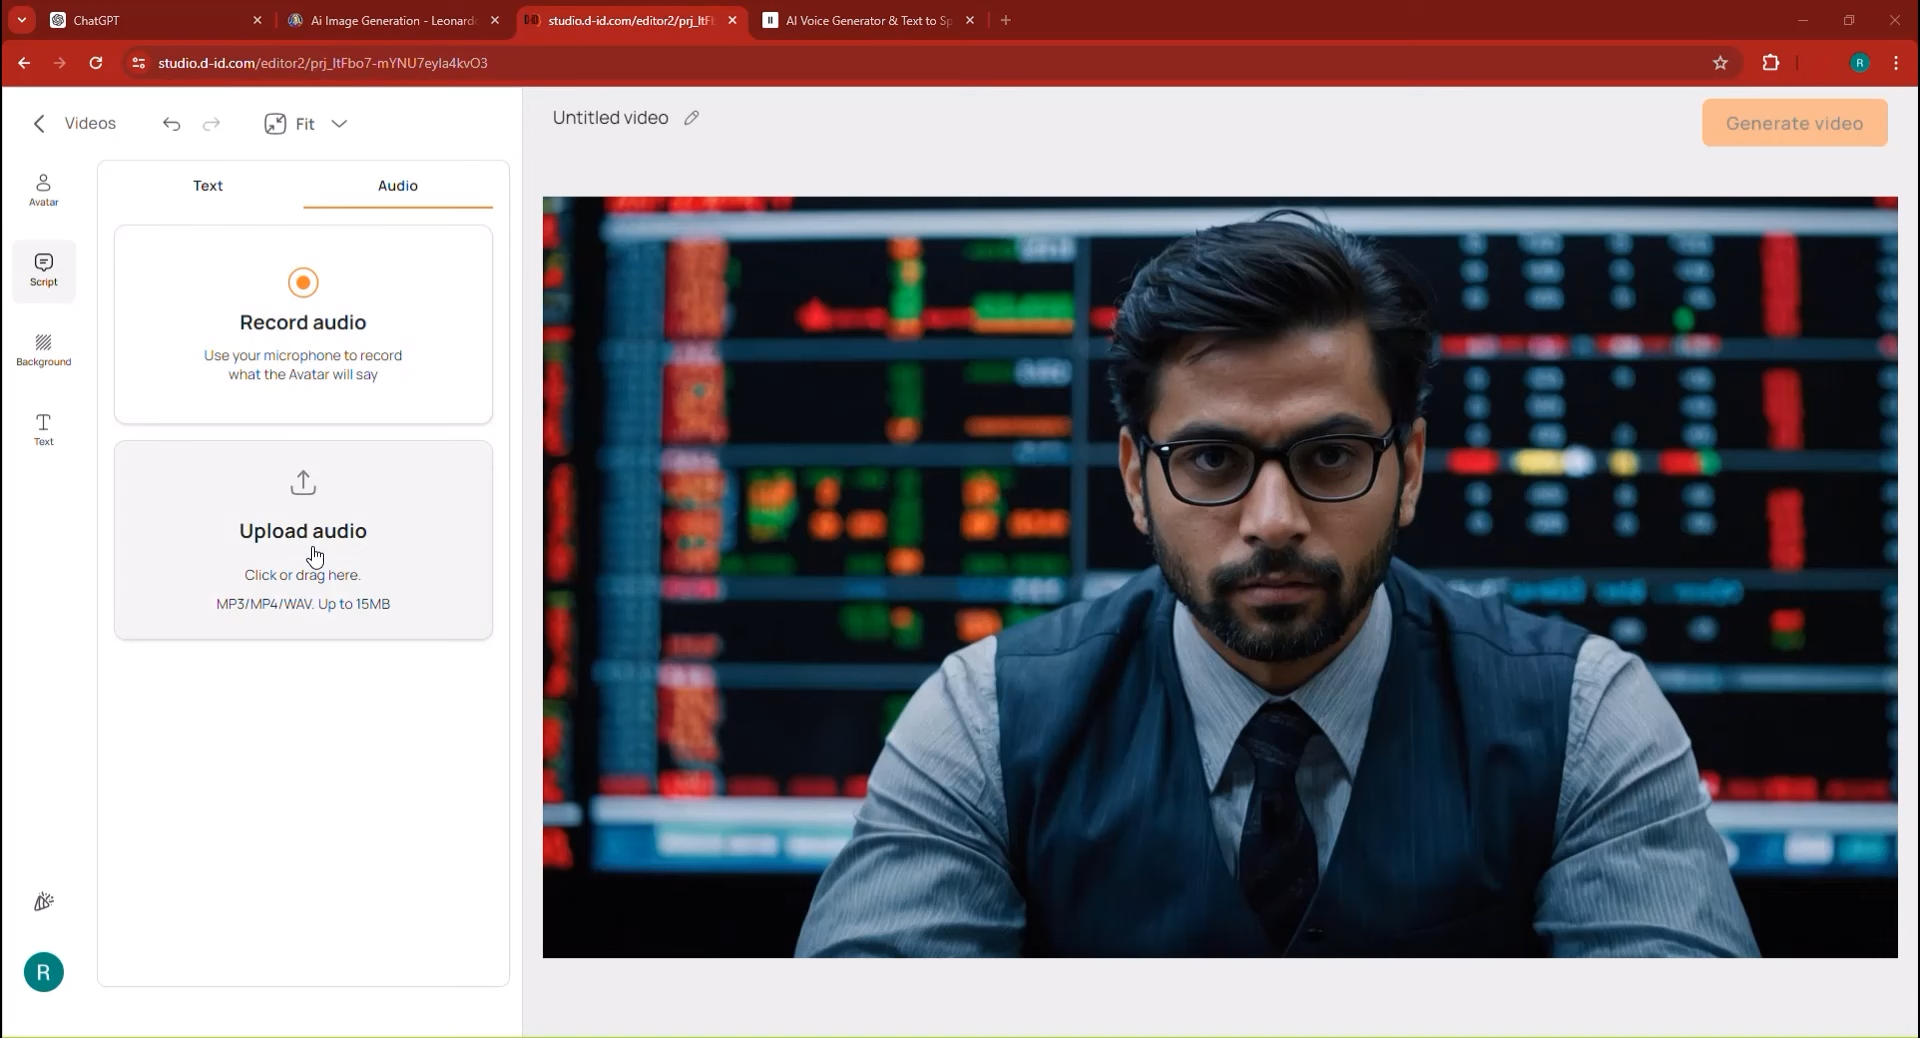 ChatGPT
Ai Image Generation - Leonardo
studio.d-id.com/editor2/prj_ltF
AI Voice Generator & Text to Sp
studio.d-id.com/editor2/prj_ltFbo7-mYNU7eyla4kvO3
R
Videos
Fit
Untitled video
Generate video
Avatar
Script
Background
Text
Text
Audio
Record audio
Use your microphone to record
what the Avatar will say
Upload audio
Click or drag here.
MP3/MP4/WAV. Up to 15MB
R